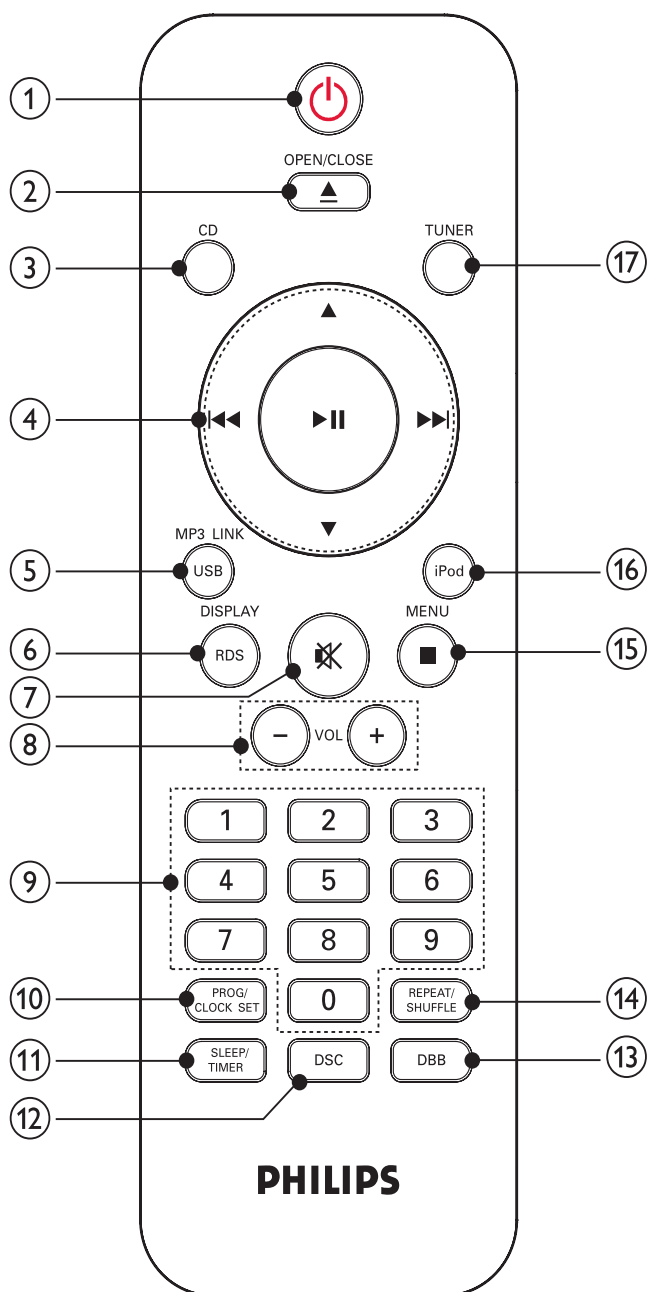 1
OPEN/CLOSE
2
CD
TUNER
3
17
4
MP3 LINK
5
USB
iPod
16
DISPLAY
MENU
6
RDS
15
7
8
− VOL +
1 2 3
9
4 5 6
7 8 9
10
PROG/
CLOCK SET
0
REPEAT/
SHUFFLE
14
11
SLEEP/
TIMER
DSC
DBB
13
12
PHILIPS